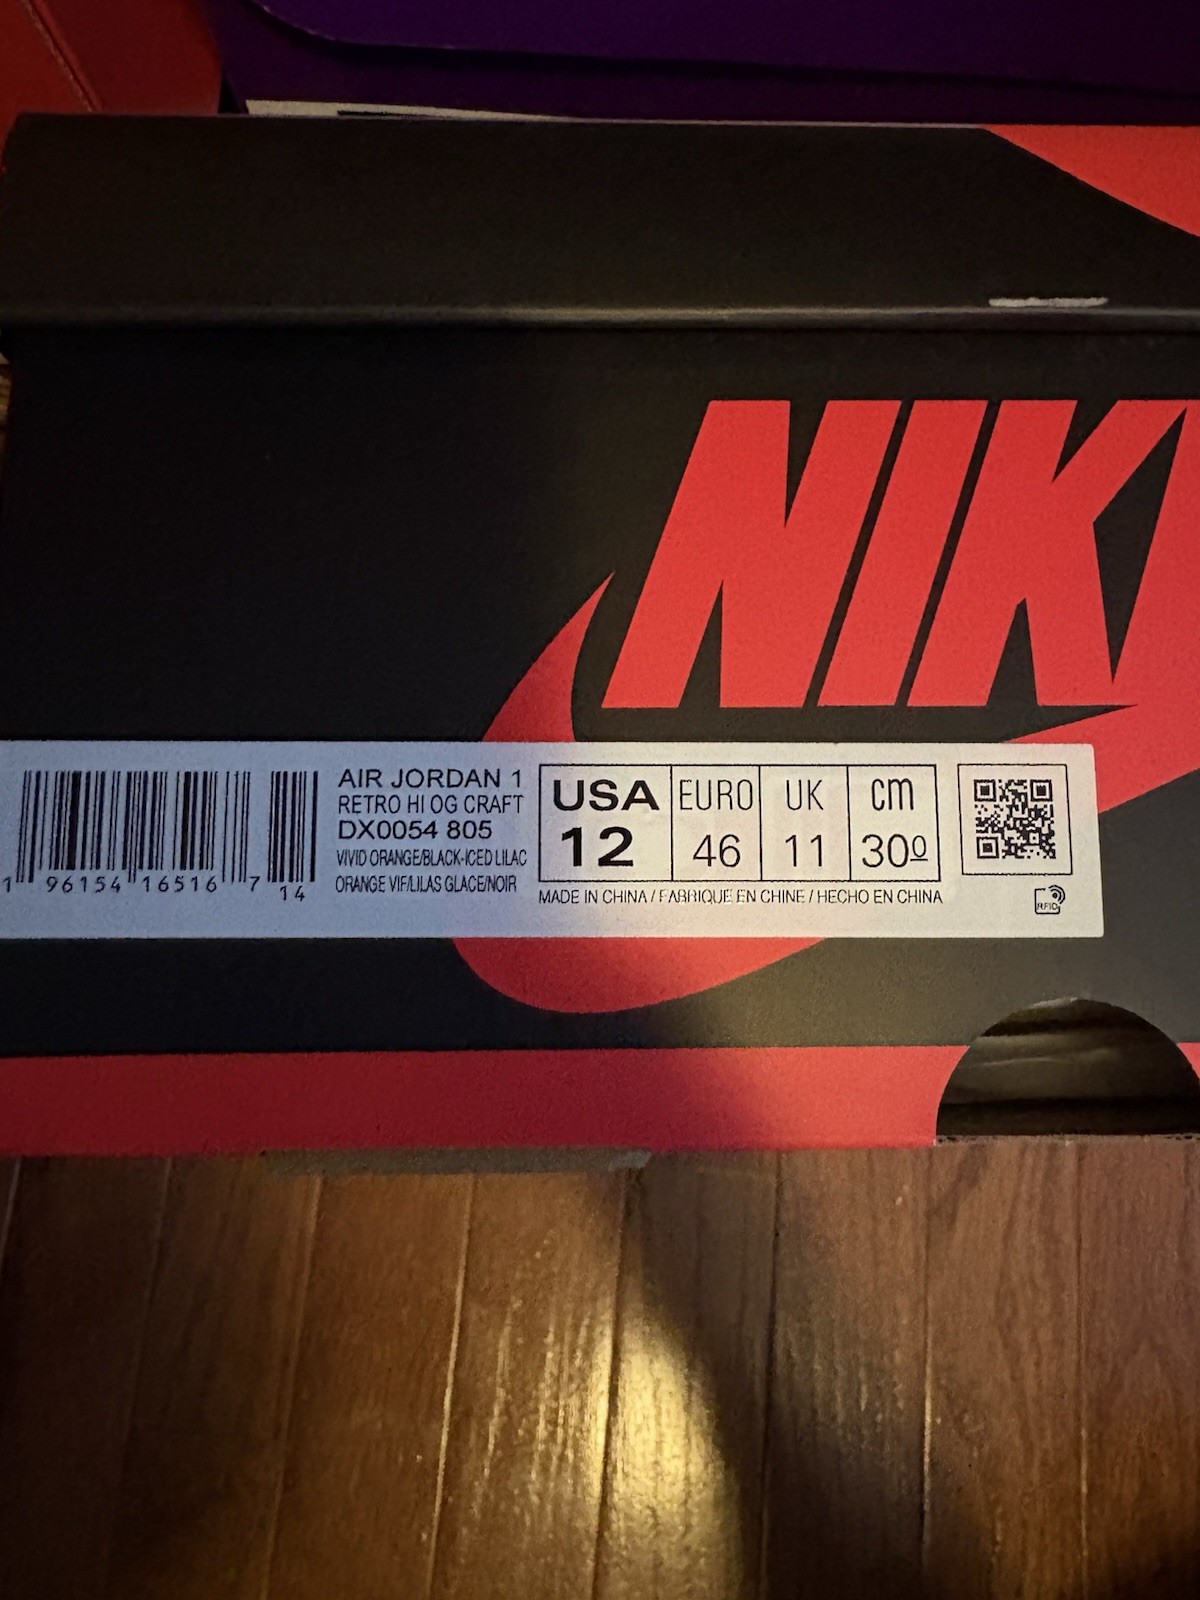 NIK
AIR JORDAN 1
RETRO HI OG CRAFT
DX0054 805
VIVID ORANGE/BLACK-ICED LILAC
ORANGE VIF/LILAS GLACE/NOIR
1 96154 16516 7 14
USA EURO UK cm
12 46 11 30º
MADE IN CHINA / FABRIQUE EN CHINE / HECHO EN CHINA
RFID